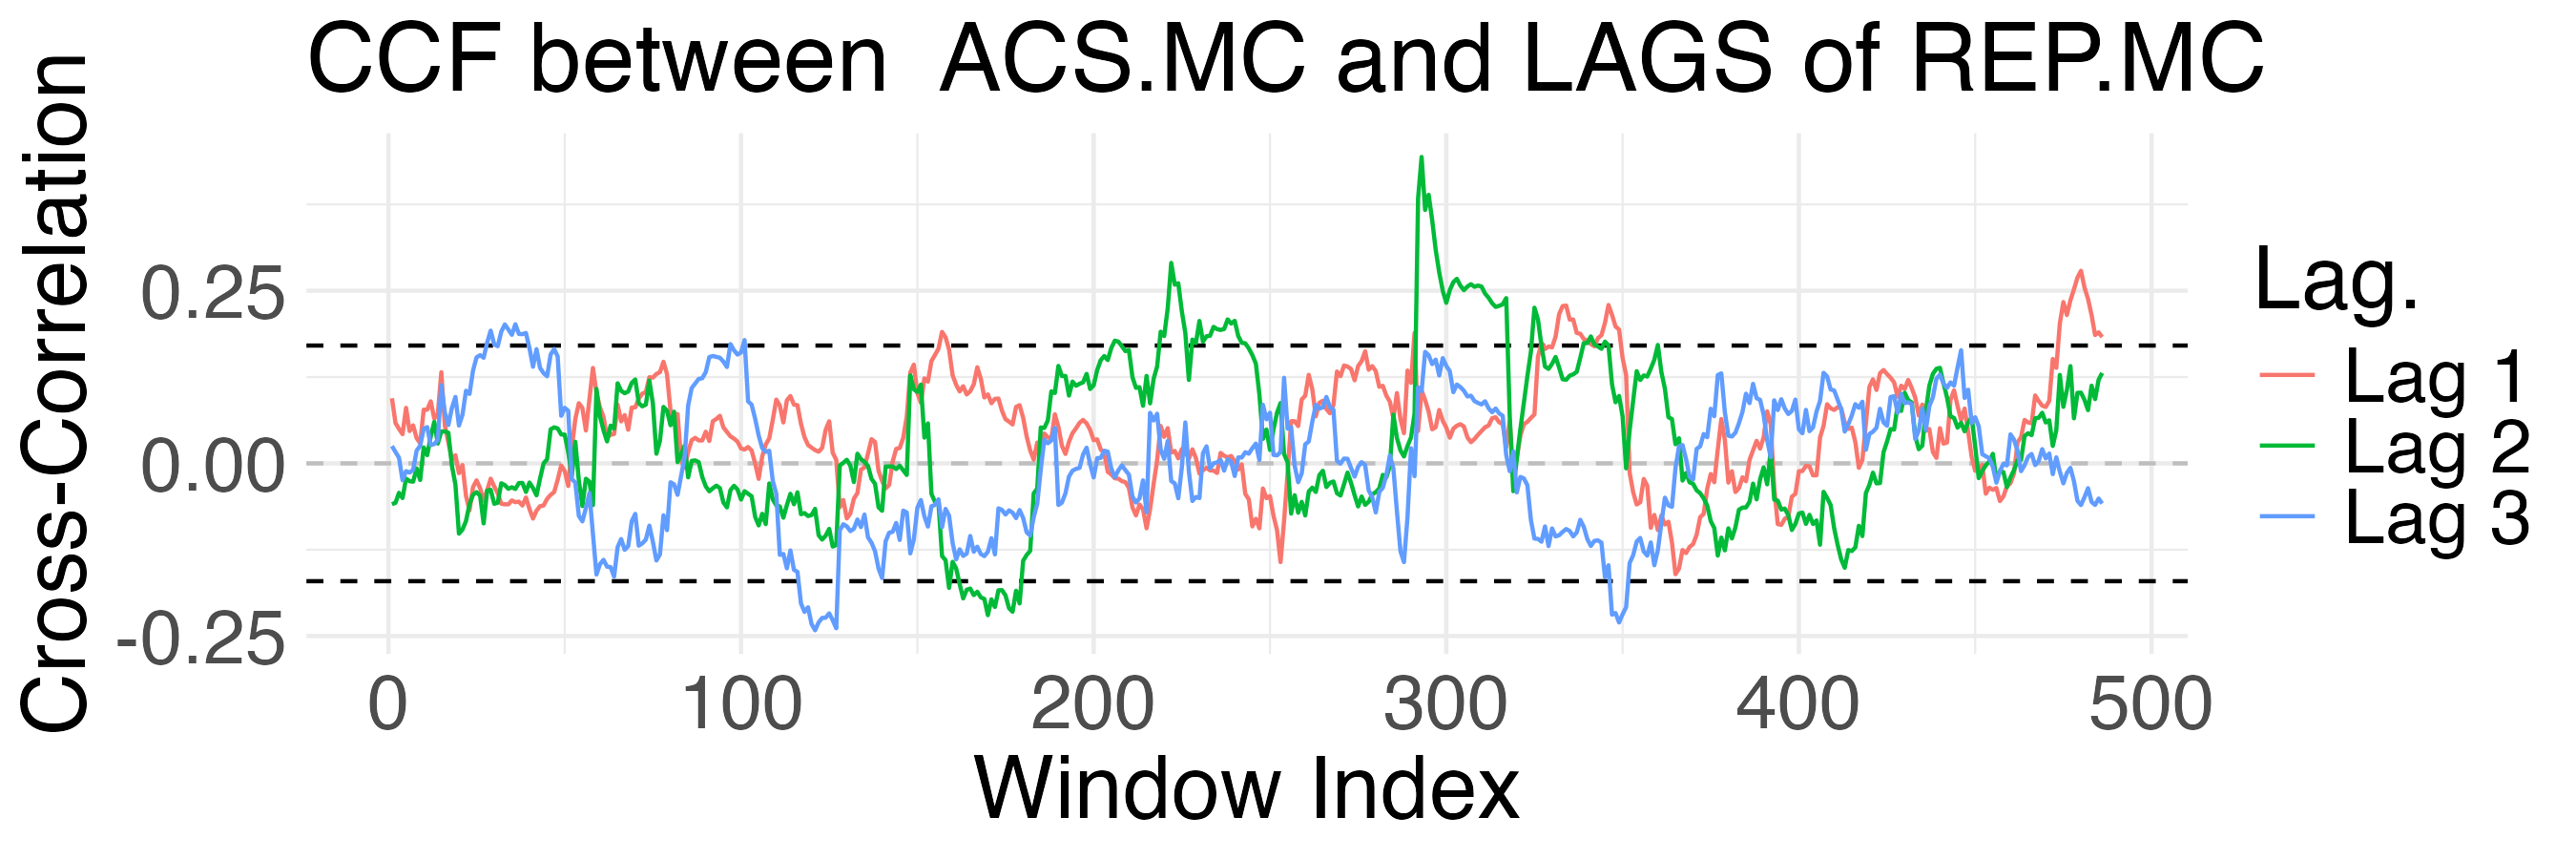 CCF between  ACS.MC and LAGS of REP.MC
Cross-Correlation
0.25
0.00
-0.25
0 100 200 300 400 500
Window Index
Lag.
Lag 1
Lag 2
Lag 3